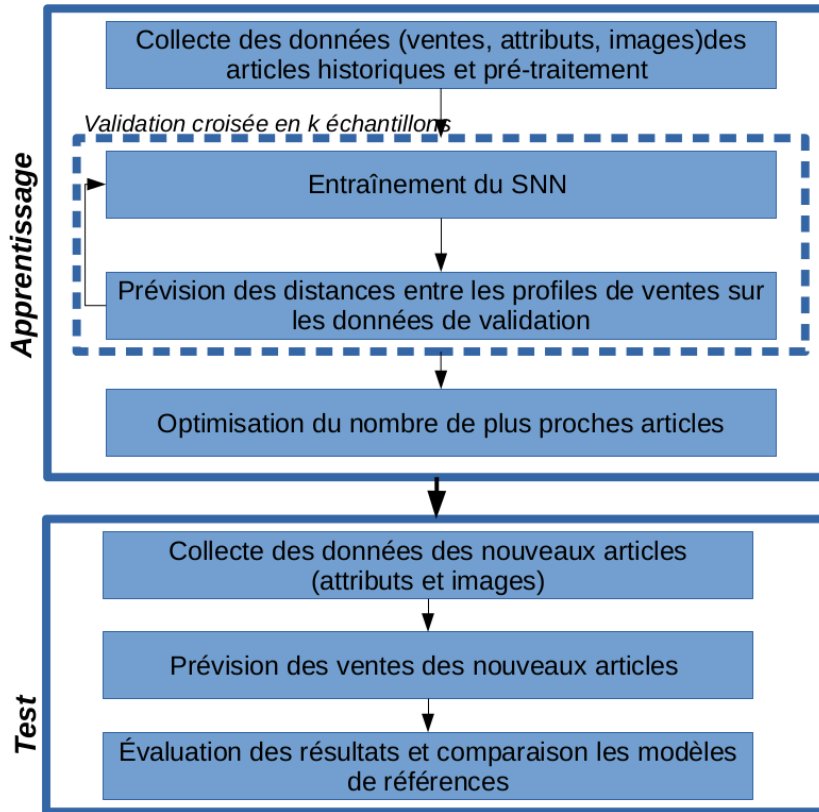 Collecte des données (ventes, attributs, images)des
articles historiques et pré-traitement
Validation croisée en k échantillons
Apprentissage
Entraînement du SNN
Prévision des distances entre les profiles de ventes sur
les données de validation
Optimisation du nombre de plus proches articles
Test
Collecte des données des nouveaux articles
(attributs et images)
Prévision des ventes des nouveaux articles
Évaluation des résultats et comparaison les modèles
de références